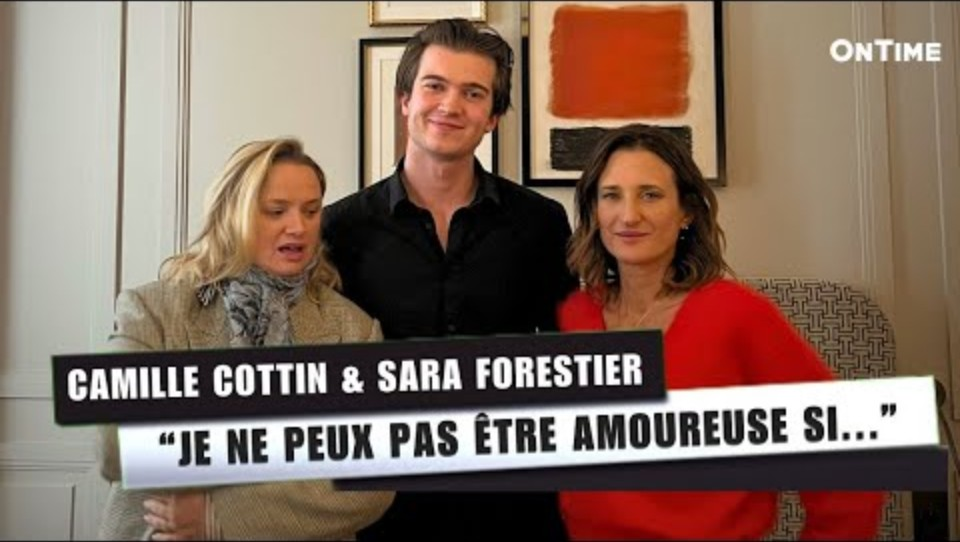 ONTIME
CAMILLE COTTIN & SARA FORESTIER
“JE NE PEUX PAS ÊTRE AMOUREUSE SI...”